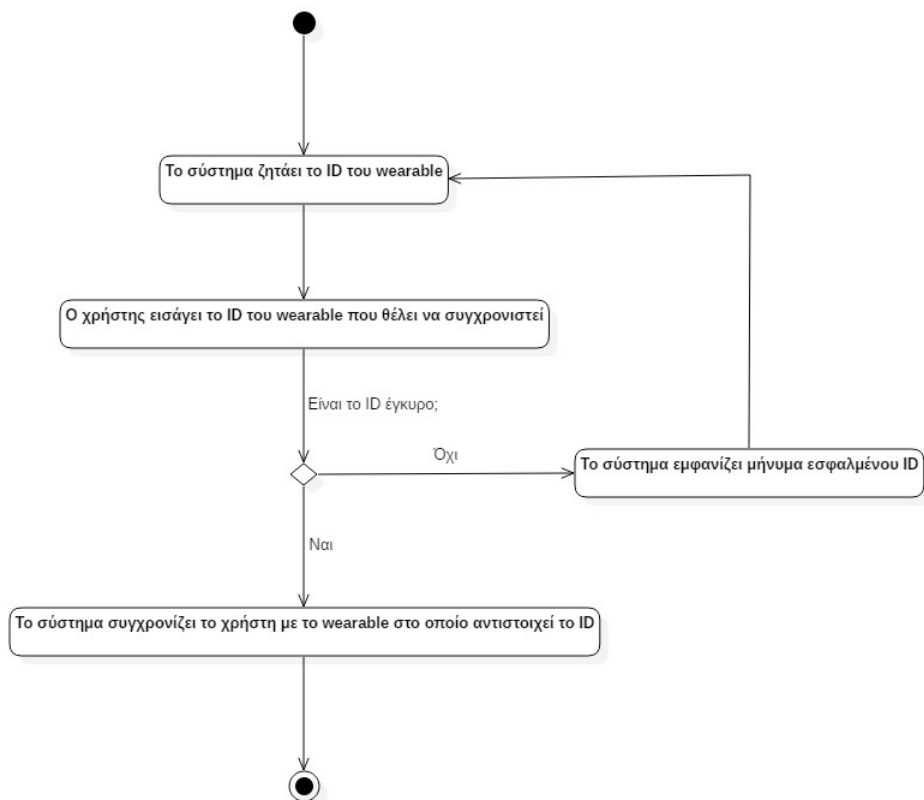 Το σύστημα ζητάει το ID του wearable
Ο χρήστης εισάγει το ID του wearable που θέλει να συγχρονιστεί
Είναι το ID έγκυρο;
Όχι
Το σύστημα εμφανίζει μήνυμα εσφαλμένου ID
Ναι
Το σύστημα συγχρονίζει το χρήστη με το wearable στο οποίο αντιστοιχεί το ID